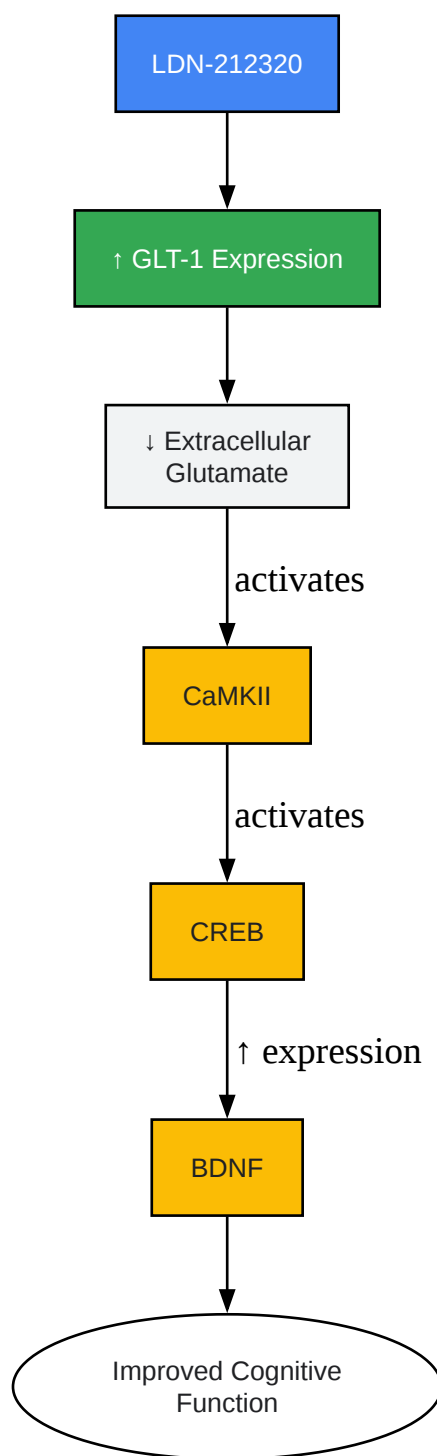 LDN-212320
↑ GLT-1 Expression
↓ Extracellular
Glutamate
activates
CaMKII
activates
CREB
↑ expression
BDNF
Improved Cognitive
Function